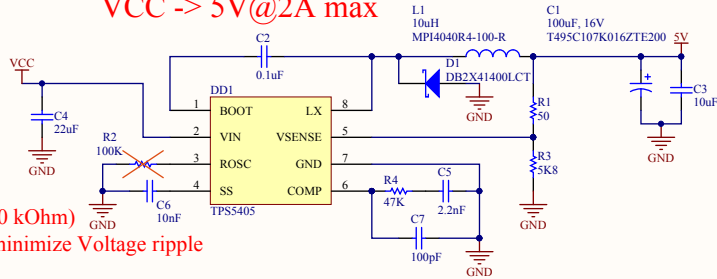 VCC -> 5V@2A max
L1
10uH
MPI4040R4-100-R
C1
100uF, 16V
T495C107K016ZTE200
5V
C2
0.1uF
D1
DB2X41400LCT
GND
VCC
C4
22uF
GND
DD1
1 BOOT LX 8
2 VIN VSENSE 5
3 ROSC GND 7
4 SS COMP 6
TPS5405
R1
50
R3
5K8
GND
+
C3
10uF
GND
R2
100K
C6
10nF
GND
R4
47K
C5
2.2nF
C7
100pF
GND
0 kOhm)
minimize Voltage ripple